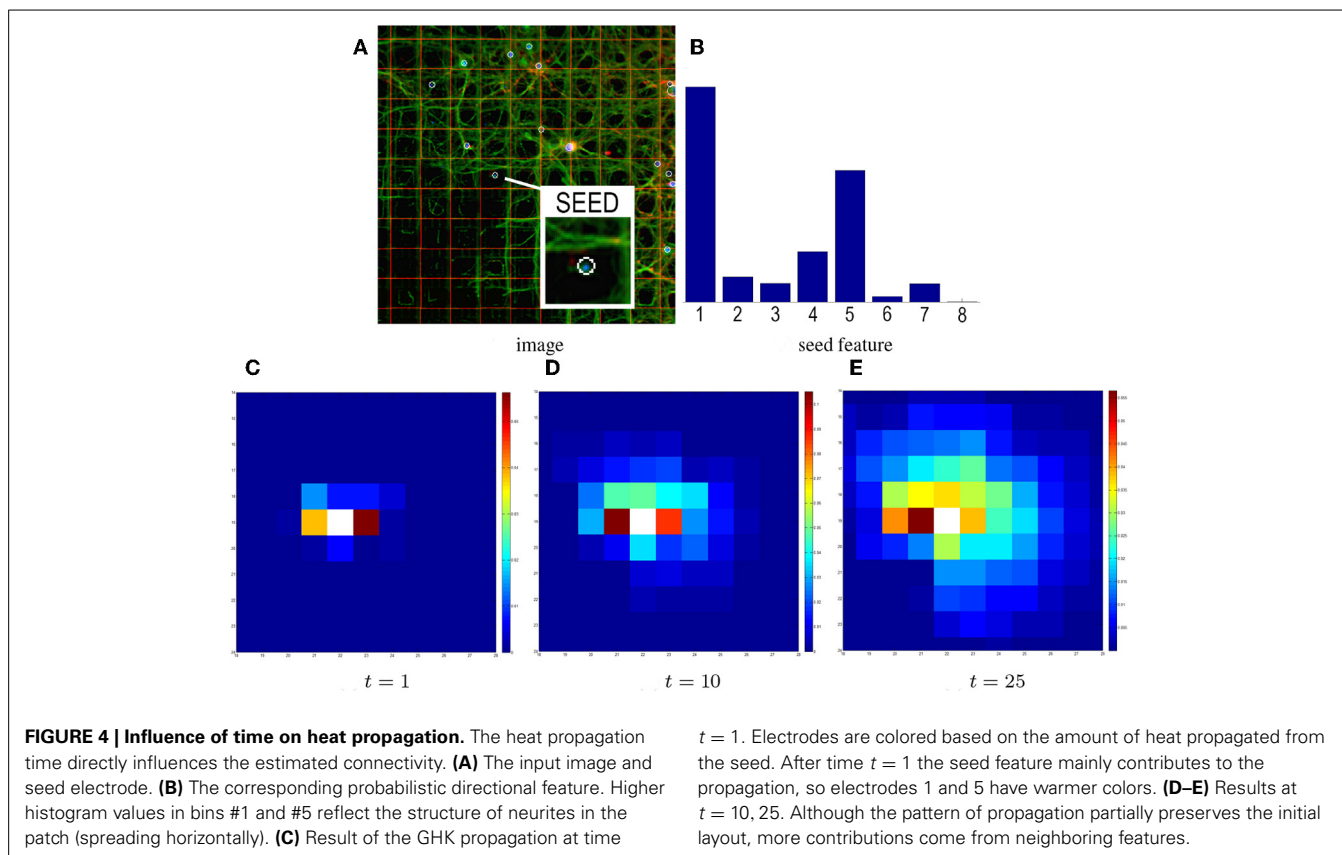 A
B
SEED
1 2 3 4 5 6 7 8
image
seed feature
C
D
E
t = 1
t = 10
t = 25
FIGURE 4 | Influence of time on heat propagation. The heat propagation
time directly influences the estimated connectivity. (A) The input image and
seed electrode. (B) The corresponding probabilistic directional feature. Higher
histogram values in bins #1 and #5 reflect the structure of neurites in the
patch (spreading horizontally). (C) Result of the GHK propagation at time
t = 1. Electrodes are colored based on the amount of heat propagated from
the seed. After time t = 1 the seed feature mainly contributes to the
propagation, so electrodes 1 and 5 have warmer colors. (D–E) Results at
t = 10, 25. Although the pattern of propagation partially preserves the initial
layout, more contributions come from neighboring features.